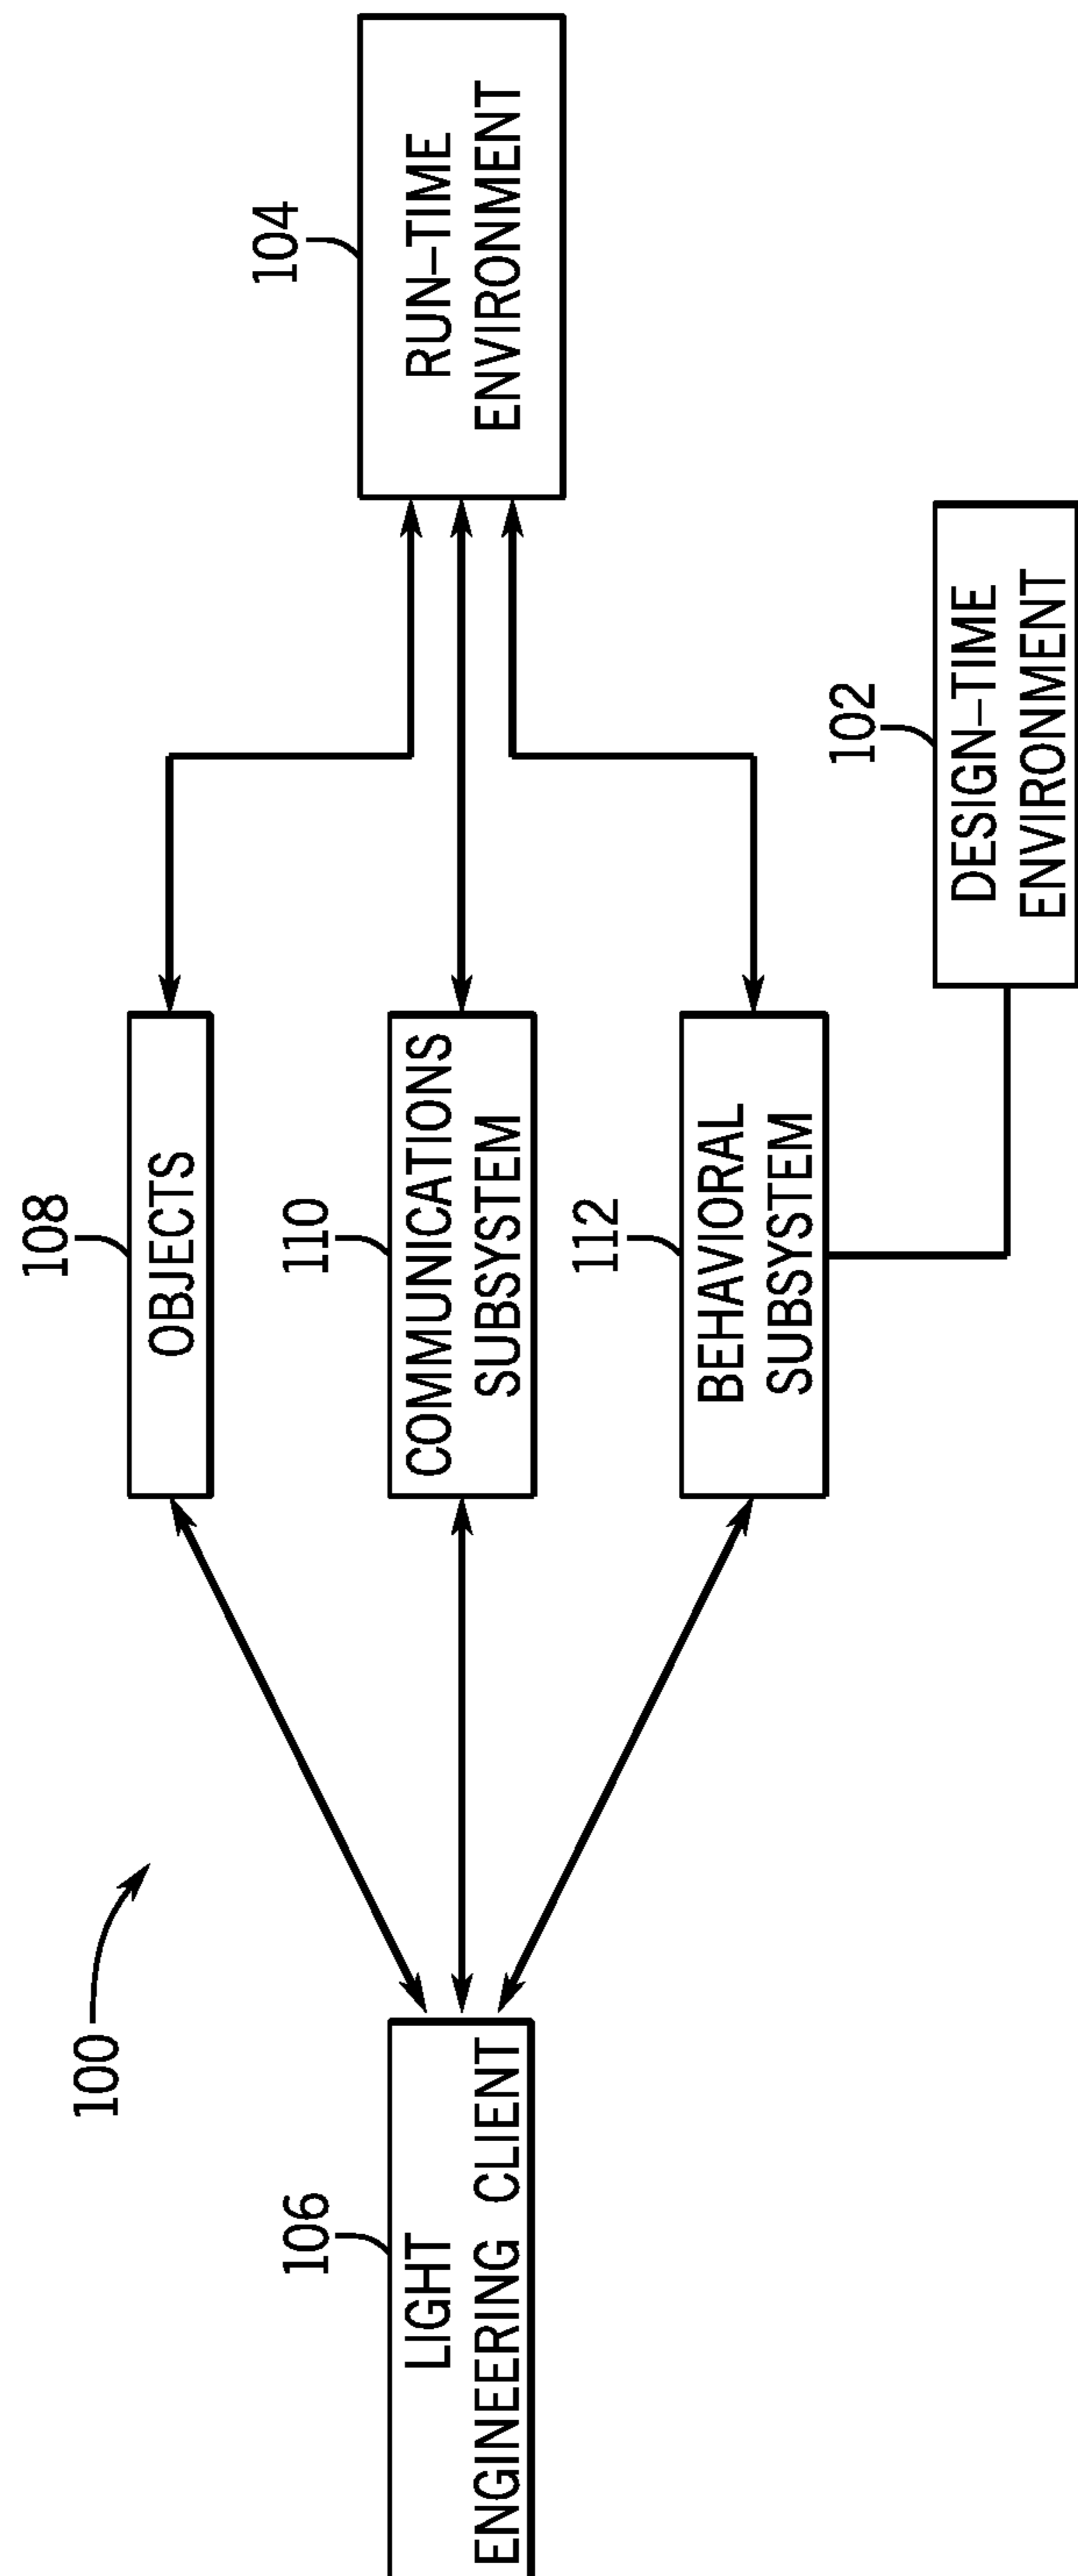 100
106
LIGHT
ENGINEERING CLIENT
108
OBJECTS
110
COMMUNICATIONS
SUBSYSTEM
112
BEHAVIORAL
SUBSYSTEM
104
RUN-TIME
ENVIRONMENT
102
DESIGN-TIME
ENVIRONMENT